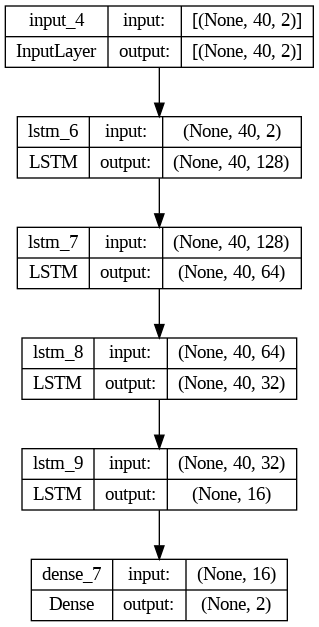 input_4 input: [(None, 40, 2)]
InputLayer output: [(None, 40, 2)]
lstm_6 input: (None, 40, 2)
LSTM output: (None, 40, 128)
lstm_7 input: (None, 40, 128)
LSTM output: (None, 40, 64)
lstm_8 input: (None, 40, 64)
LSTM output: (None, 40, 32)
lstm_9 input: (None, 40, 32)
LSTM output: (None, 16)
dense_7 input: (None, 16)
Dense output: (None, 2)